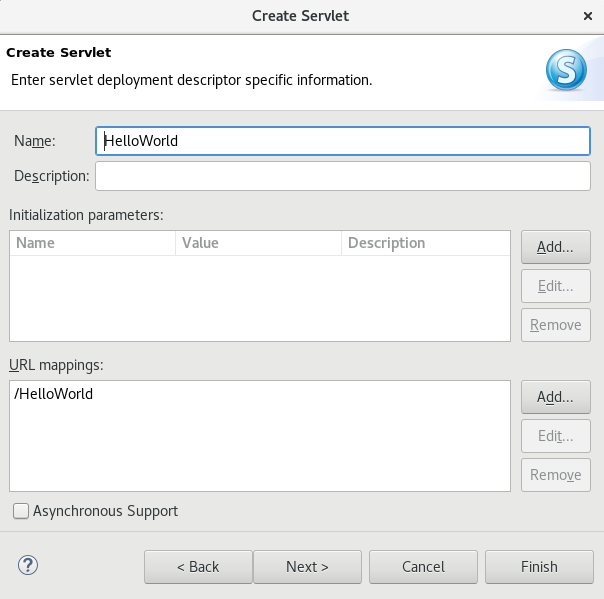 Create Servlet
Create Servlet
Enter servlet deployment descriptor specific information.
S
Name: HelloWorld
Description:
Initialization parameters:
Name Value Description
Add...
Edit...
Remove
URL mappings:
/HelloWorld
Add...
Edit...
Remove
Asynchronous Support
? < Back Next > Cancel Finish